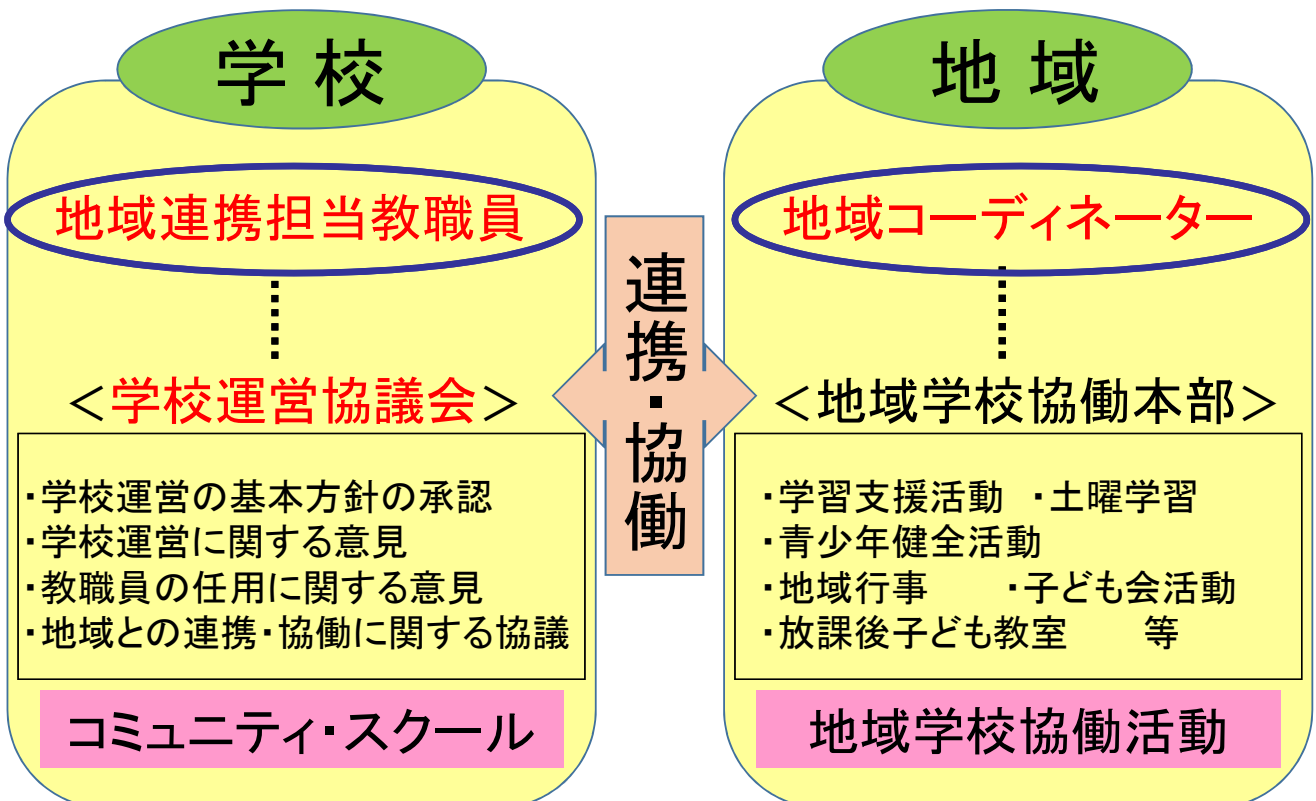 学校
地域連携担当教職員
＜学校運営協議会＞
・学校運営の基本方針の承認
・学校運営に関する意見
・教職員の任用に関する意見
・地域との連携・協働に関する協議
コミュニティ・スクール
連携・協働
地域
地域コーディネーター
＜地域学校協働本部＞
・学習支援活動　・土曜学習
・青少年健全活動
・地域行事　　・子ども会活動
・放課後子ども教室　　等
地域学校協働活動